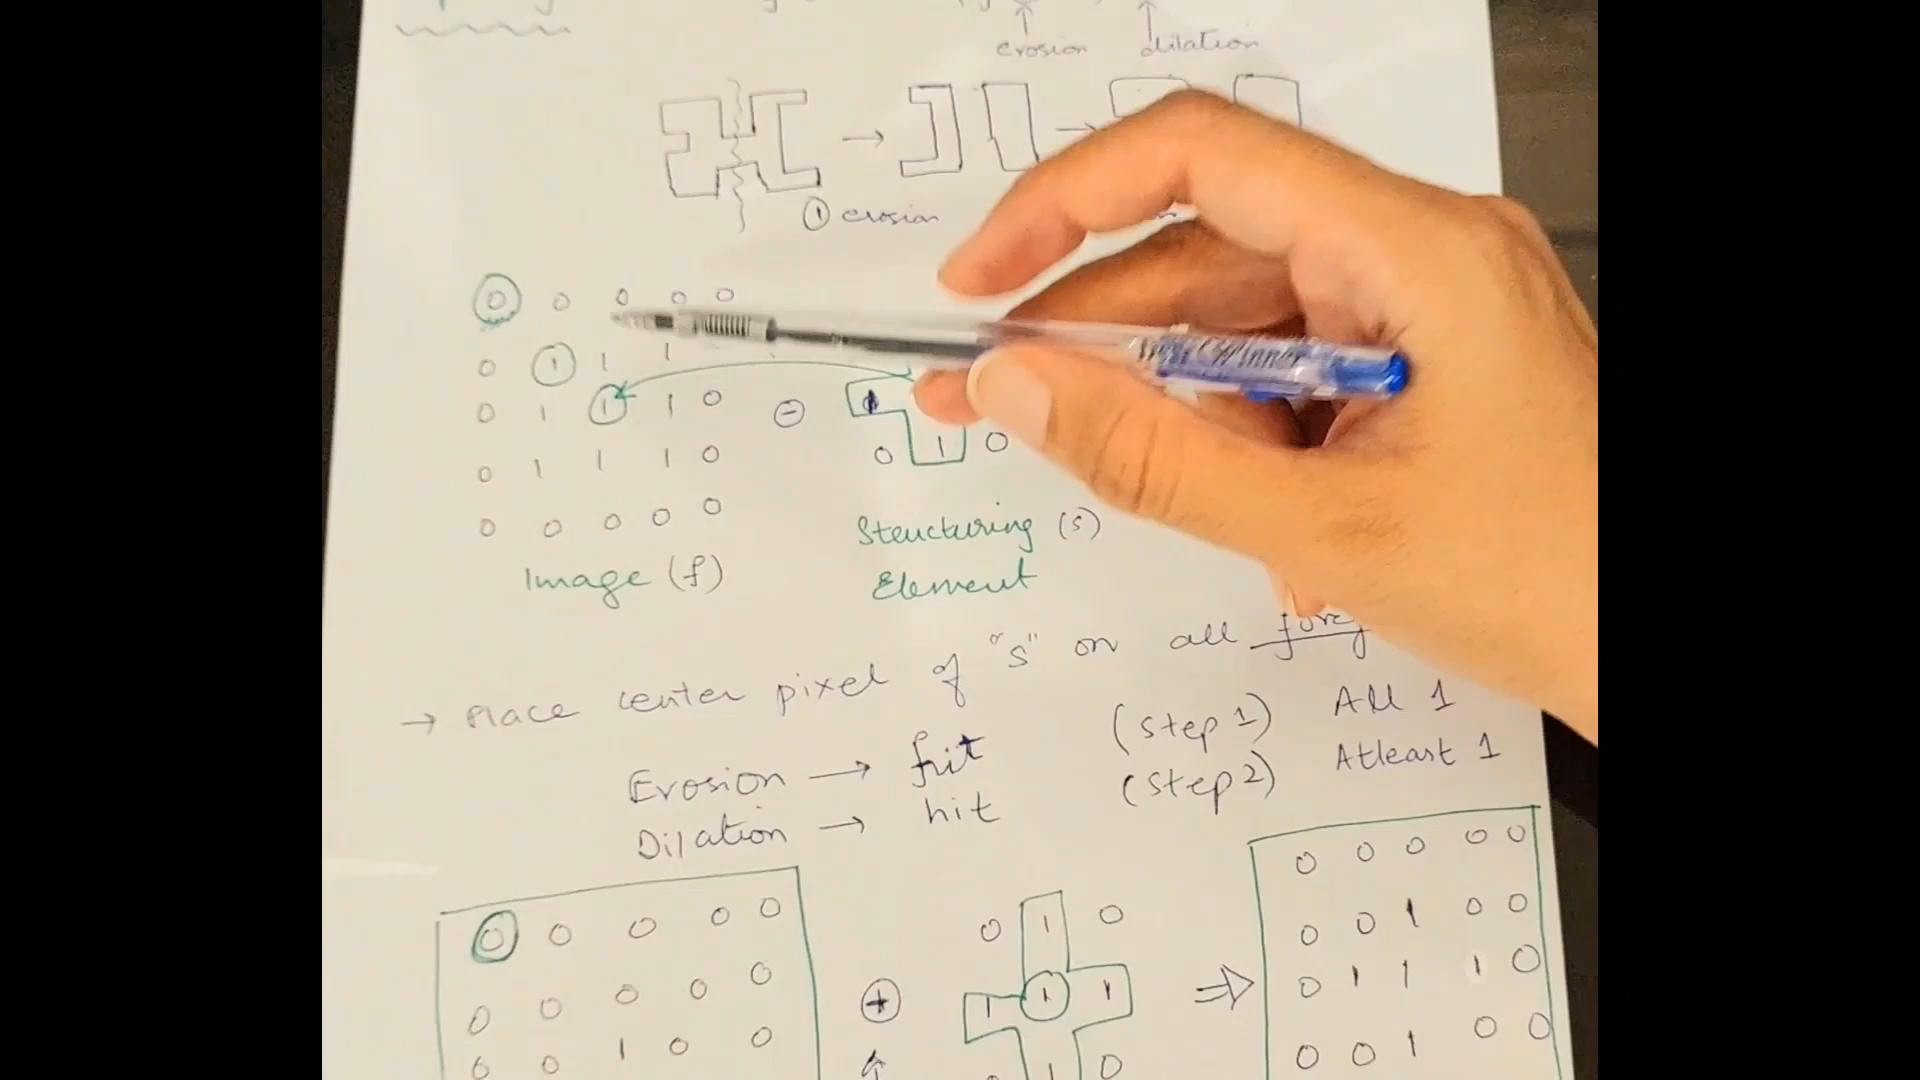 erosion dilation
① erosion
0 0 0 0 0
0 1 1 1
0 1 1 1 0 ⊖ 1
0 1 1 1 0 0 1 0
0 0 0 0 0
Structuring (s)
Image (f) Element
→ Place center pixel of "s" on all
Erosion → fit (Step 1) All 1
Dilation → hit (Step 2) Atleast 1
0 0 0 0 0 0 1 0 0 0 0 0 0
0 0 0 0 0 ⊕ 1 1 1 ⇒ 0 0 1 0 0
0 0 1 0 0 1 0 0 1 1 1 0
0 0 1 0 0